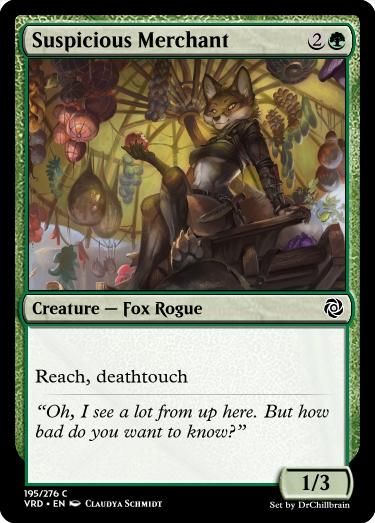 Suspicious Merchant 2
Creature — Fox Rogue
Reach, deathtouch
“Oh, I see a lot from up here. But how
bad do you want to know?”
1/3
195/276 C
VRD • EN Claudya Schmidt
Set by DrChillbrain